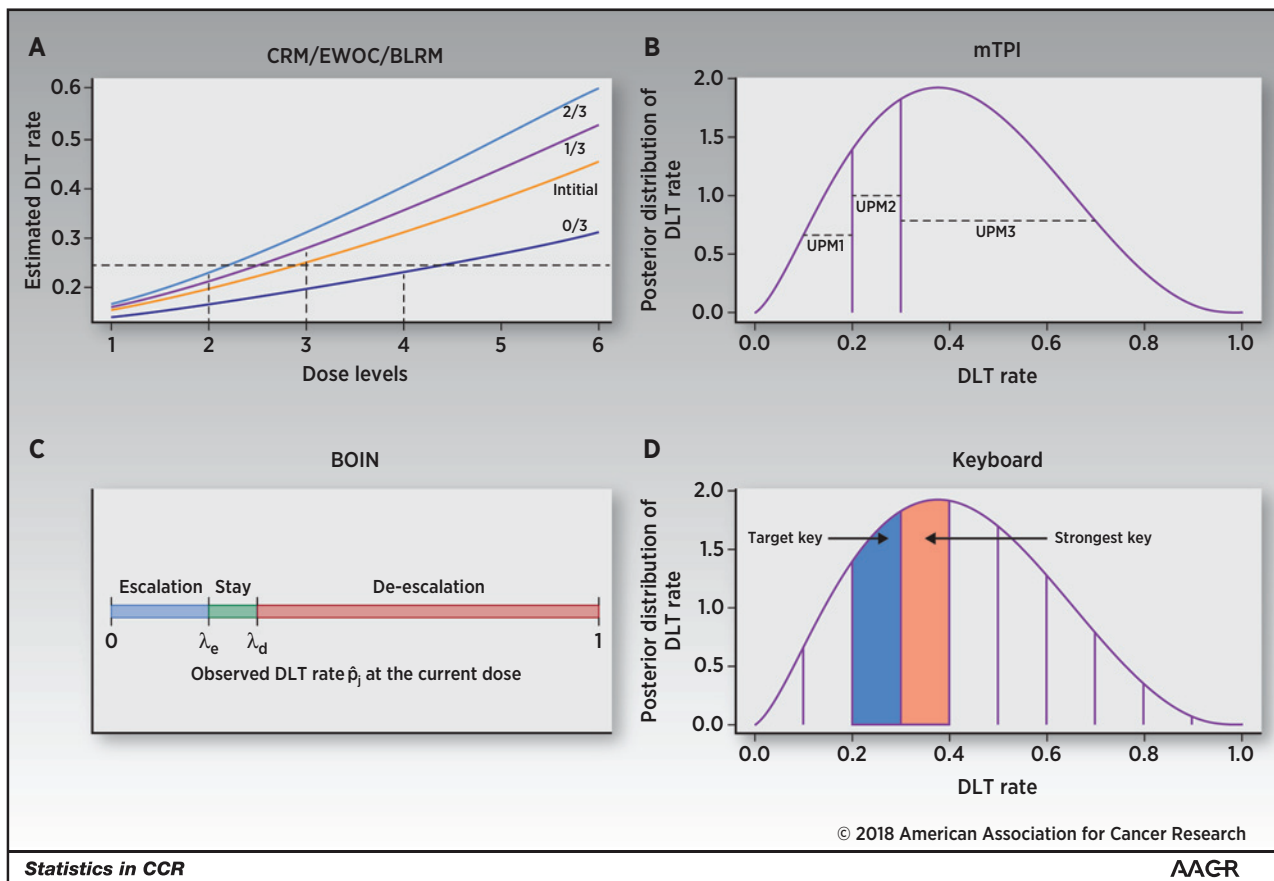 A
CRM/EWOC/BLRM
Estimated DLT rate
0.6
0.5
0.4
0.3
0.2
2/3
1/3
Intitial
0/3
1 2 3 4 5 6
Dose levels
B
mTPI
Posterior distribution of
DLT rate
2.0
1.5
1.0
0.5
0.0
UPM1
UPM2
UPM3
0.0 0.2 0.4 0.6 0.8 1.0
DLT rate
C
BOIN
Escalation Stay De-escalation
0 λe λd 1
Observed DLT rate p̂j at the current dose
D
Keyboard
Posterior distribution of
DLT rate
2.0
1.5
1.0
0.5
0.0
Target key
Strongest key
0.0 0.2 0.4 0.6 0.8 1.0
DLT rate
© 2018 American Association for Cancer Research
Statistics in CCR
AACR